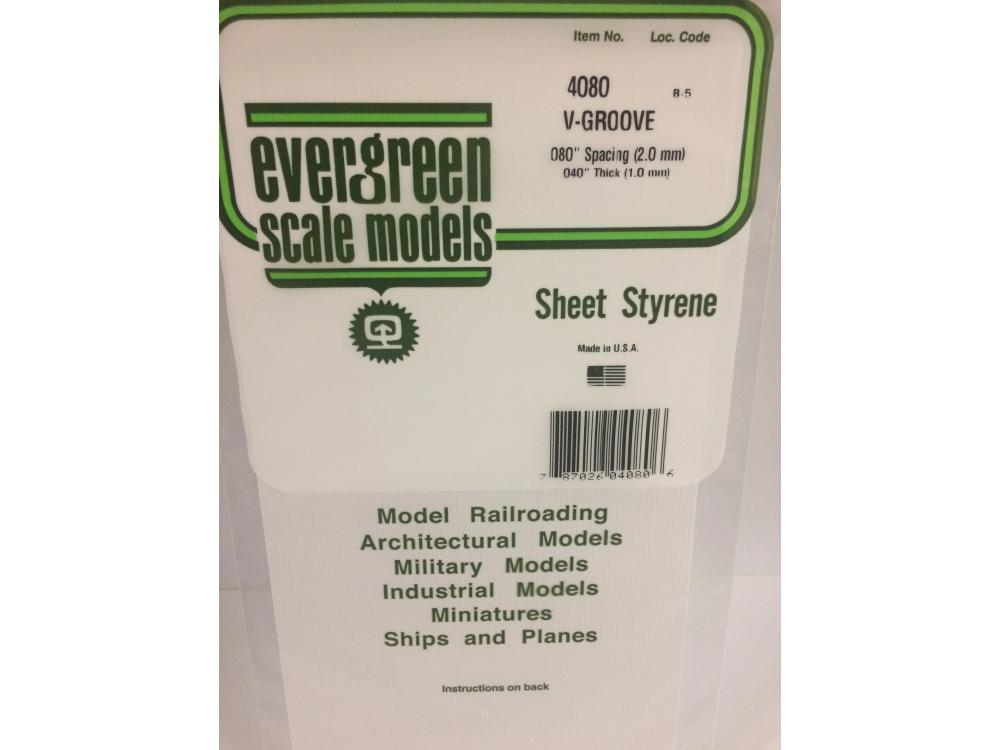 Item No. Loc. Code
4080 B-5
V-GROOVE
.080" Spacing (2.0 mm)
.040" Thick (1.0 mm)
evergreen
scale models
Sheet Styrene
Made in U.S.A.
7 87026 04080 6
Model Railroading
Architectural Models
Military Models
Industrial Models
Miniatures
Ships and Planes
Instructions on back